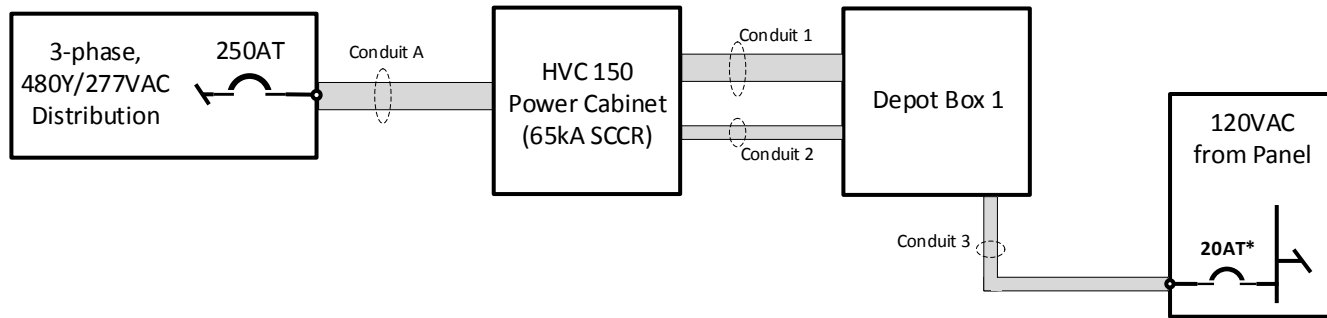 3-phase,
480Y/277VAC
Distribution
250AT
Conduit A
HVC 150
Power Cabinet
(65kA SCCR)
Conduit 1
Conduit 2
Depot Box 1
Conduit 3
120VAC
from Panel
20AT*